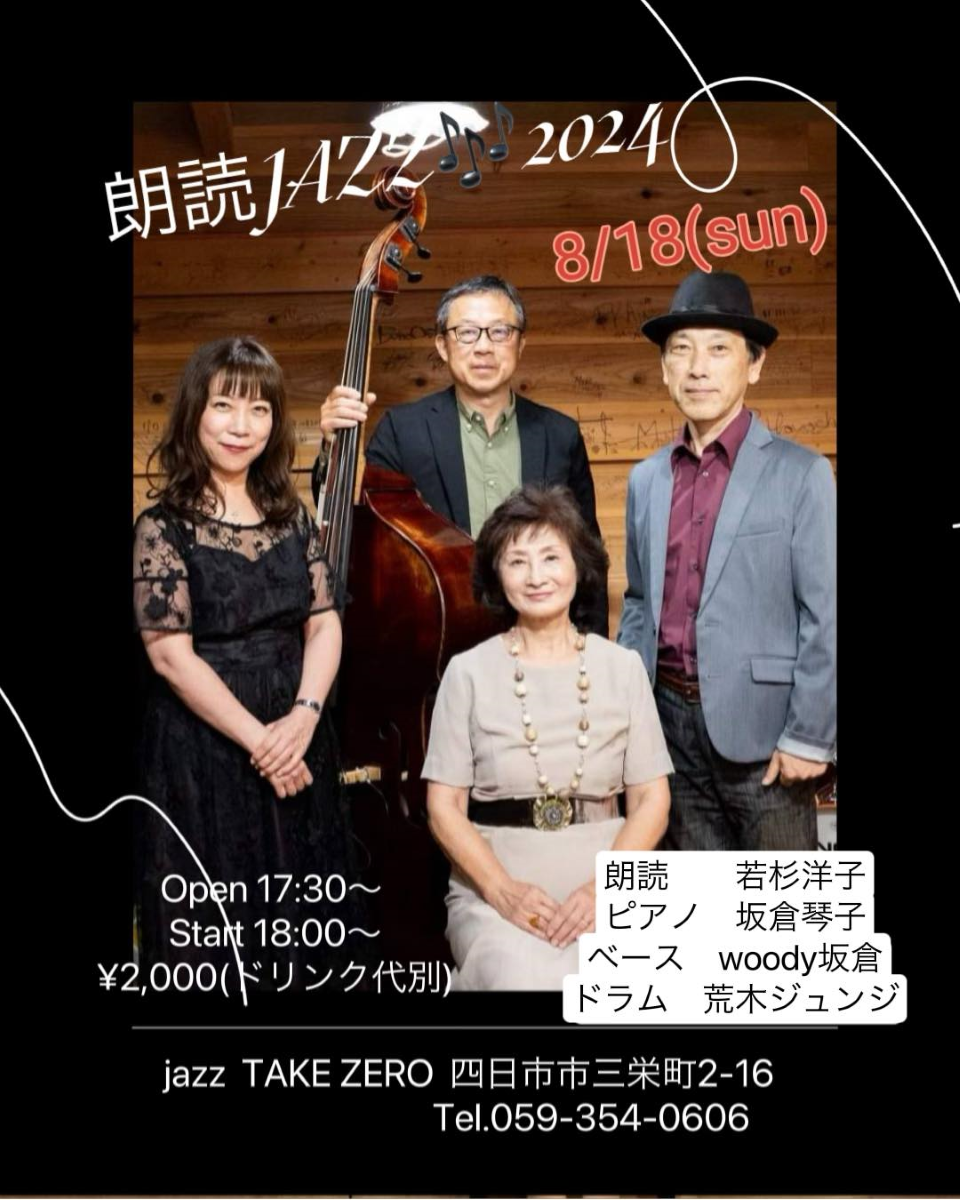 朗読JAZZ🎶 2024
8/18(sun)
Open 17:30〜
Start 18:00〜
¥2,000(ドリンク代別)
朗読 若杉洋子
ピアノ 坂倉琴子
ベース woody坂倉
ドラム 荒木ジュンジ
jazz TAKE ZERO 四日市市三栄町2-16
Tel.059-354-0606